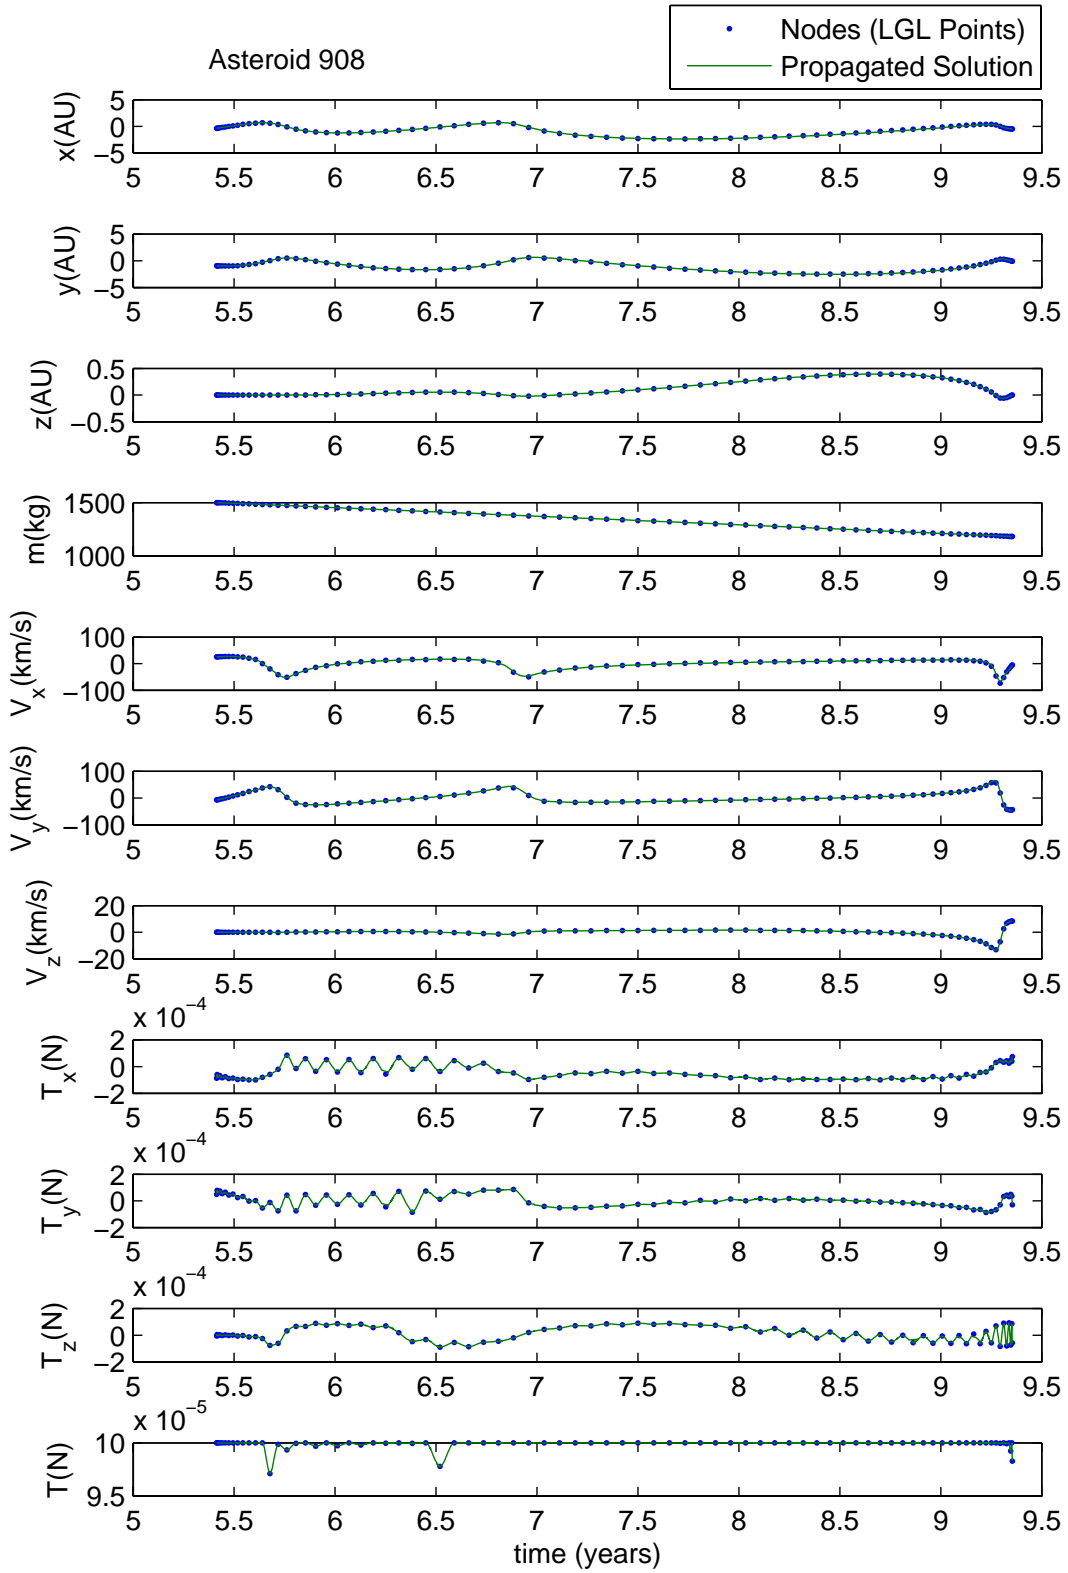 Asteroid 908
Nodes (LGL Points)
Propagated Solution
x(AU)
5
0
−5
5 5.5 6 6.5 7 7.5 8 8.5 9 9.5
y(AU)
5
0
−5
5 5.5 6 6.5 7 7.5 8 8.5 9 9.5
z(AU)
0.5
0
−0.5
5 5.5 6 6.5 7 7.5 8 8.5 9 9.5
m(kg)
1500
1000
5 5.5 6 6.5 7 7.5 8 8.5 9 9.5
V_x(km/s)
100
0
−100
5 5.5 6 6.5 7 7.5 8 8.5 9 9.5
V_y(km/s)
100
0
−100
5 5.5 6 6.5 7 7.5 8 8.5 9 9.5
V_z(km/s)
20
0
−20
5 5.5 6 6.5 7 7.5 8 8.5 9 9.5
x 10^−4
T_x(N)
2
0
−2
5 5.5 6 6.5 7 7.5 8 8.5 9 9.5
x 10^−4
T_y(N)
2
0
−2
5 5.5 6 6.5 7 7.5 8 8.5 9 9.5
x 10^−4
T_z(N)
2
0
−2
5 5.5 6 6.5 7 7.5 8 8.5 9 9.5
x 10^−5
T(N)
10
9.5
5 5.5 6 6.5 7 7.5 8 8.5 9 9.5
time (years)